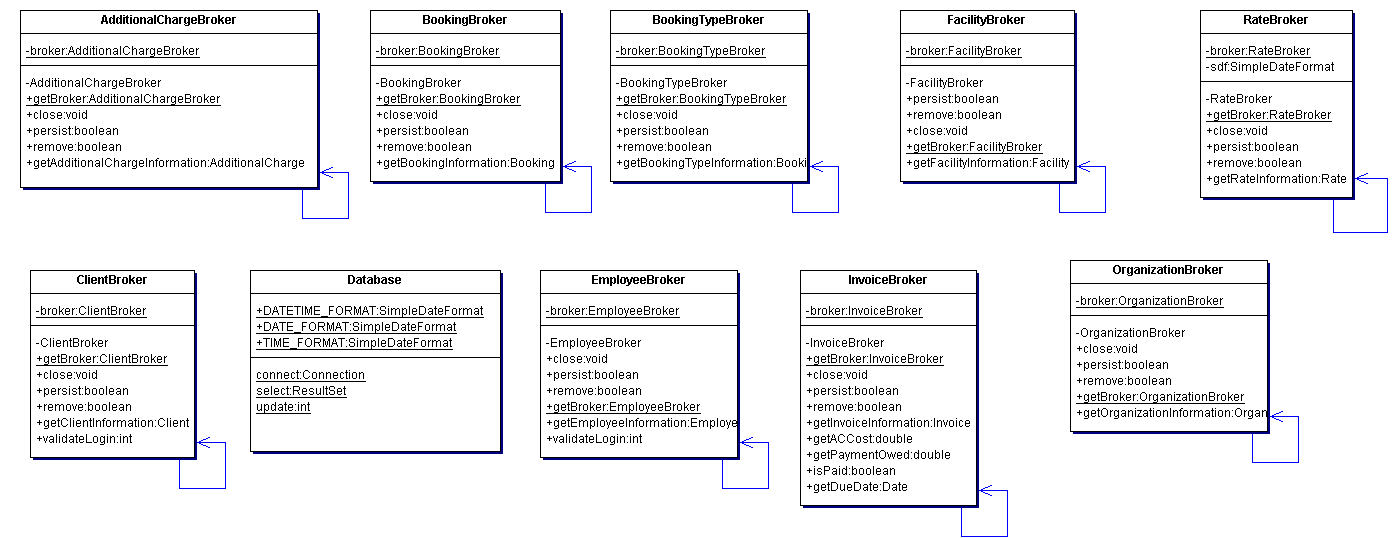 AdditionalChargeBroker
-broker:AdditionalChargeBroker
-AdditionalChargeBroker
+getBroker:AdditionalChargeBroker
+close:void
+persist:boolean
+remove:boolean
+getAdditionalChargeInformation:AdditionalCharge
BookingBroker
-broker:BookingBroker
-BookingBroker
+getBroker:BookingBroker
+close:void
+persist:boolean
+remove:boolean
+getBookingInformation:Booking
BookingTypeBroker
-broker:BookingTypeBroker
-BookingTypeBroker
+getBroker:BookingTypeBroker
+close:void
+persist:boolean
+remove:boolean
+getBookingTypeInformation:Booki
FacilityBroker
-broker:FacilityBroker
-FacilityBroker
+persist:boolean
+remove:boolean
+close:void
+getBroker:FacilityBroker
+getFacilityInformation:Facility
RateBroker
-broker:RateBroker
-sdf:SimpleDateFormat
-RateBroker
+getBroker:RateBroker
+close:void
+persist:boolean
+remove:boolean
+getRateInformation:Rate
ClientBroker
-broker:ClientBroker
-ClientBroker
+getBroker:ClientBroker
+close:void
+persist:boolean
+remove:boolean
+getClientInformation:Client
+validateLogin:int
Database
+DATETIME_FORMAT:SimpleDateFormat
+DATE_FORMAT:SimpleDateFormat
+TIME_FORMAT:SimpleDateFormat
connect:Connection
select:ResultSet
update:int
EmployeeBroker
-broker:EmployeeBroker
-EmployeeBroker
+close:void
+persist:boolean
+remove:boolean
+getBroker:EmployeeBroker
+getEmployeeInformation:Employe
+validateLogin:int
InvoiceBroker
-broker:InvoiceBroker
-InvoiceBroker
+getBroker:InvoiceBroker
+close:void
+persist:boolean
+remove:boolean
+getInvoiceInformation:Invoice
+getACCost:double
+getPaymentOwed:double
+isPaid:boolean
+getDueDate:Date
OrganizationBroker
-broker:OrganizationBroker
-OrganizationBroker
+close:void
+persist:boolean
+remove:boolean
+getBroker:OrganizationBroker
+getOrganizationInformation:Organ